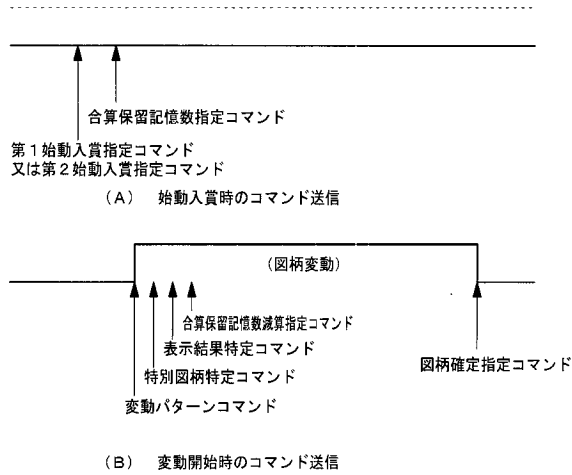 合算保留記憶数指定コマンド
第1始動入賞指定コマンド
又は第2始動入賞指定コマンド
（A）　始動入賞時のコマンド送信
（図柄変動）
合算保留記憶数減算指定コマンド
表示結果特定コマンド
図柄確定指定コマンド
特別図柄特定コマンド
変動パターンコマンド
（B）　変動開始時のコマンド送信